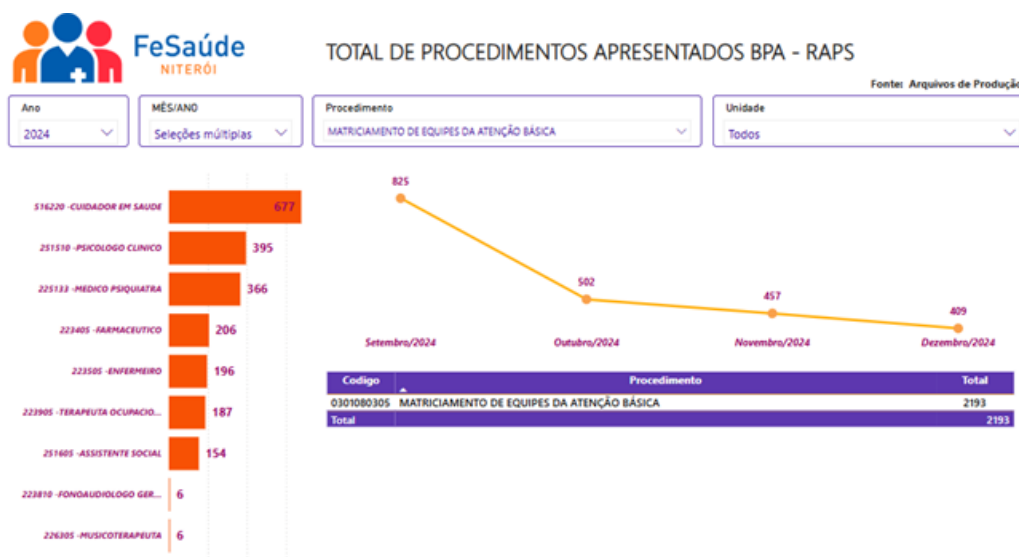 FeSaúde
NITERÓI
TOTAL DE PROCEDIMENTOS APRESENTADOS BPA - RAPS
Fonte: Arquivos de Produção
Ano
2024
MÊS/ANO
Seleções múltiplas
Procedimento
MATRICIAMENTO DE EQUIPES DA ATENÇÃO BÁSICA
Unidade
Todos
516220 -CUIDADOR EM SAUDE 677
251510 -PSICOLOGO CLINICO 395
225133 -MEDICO PSIQUIATRA 366
223405 -FARMACEUTICO 206
223505 -ENFERMEIRO 196
223905 -TERAPEUTA OCUPACIO... 187
251605 -ASSISTENTE SOCIAL 154
223810 -FONOAUDIOLOGO GER... 6
226305 -MUSICOTERAPEUTA 6
825
502
457
409
Setembro/2024 Outubro/2024 Novembro/2024 Dezembro/2024
Codigo Procedimento Total
0301080305 MATRICIAMENTO DE EQUIPES DA ATENÇÃO BÁSICA 2193
Total 2193